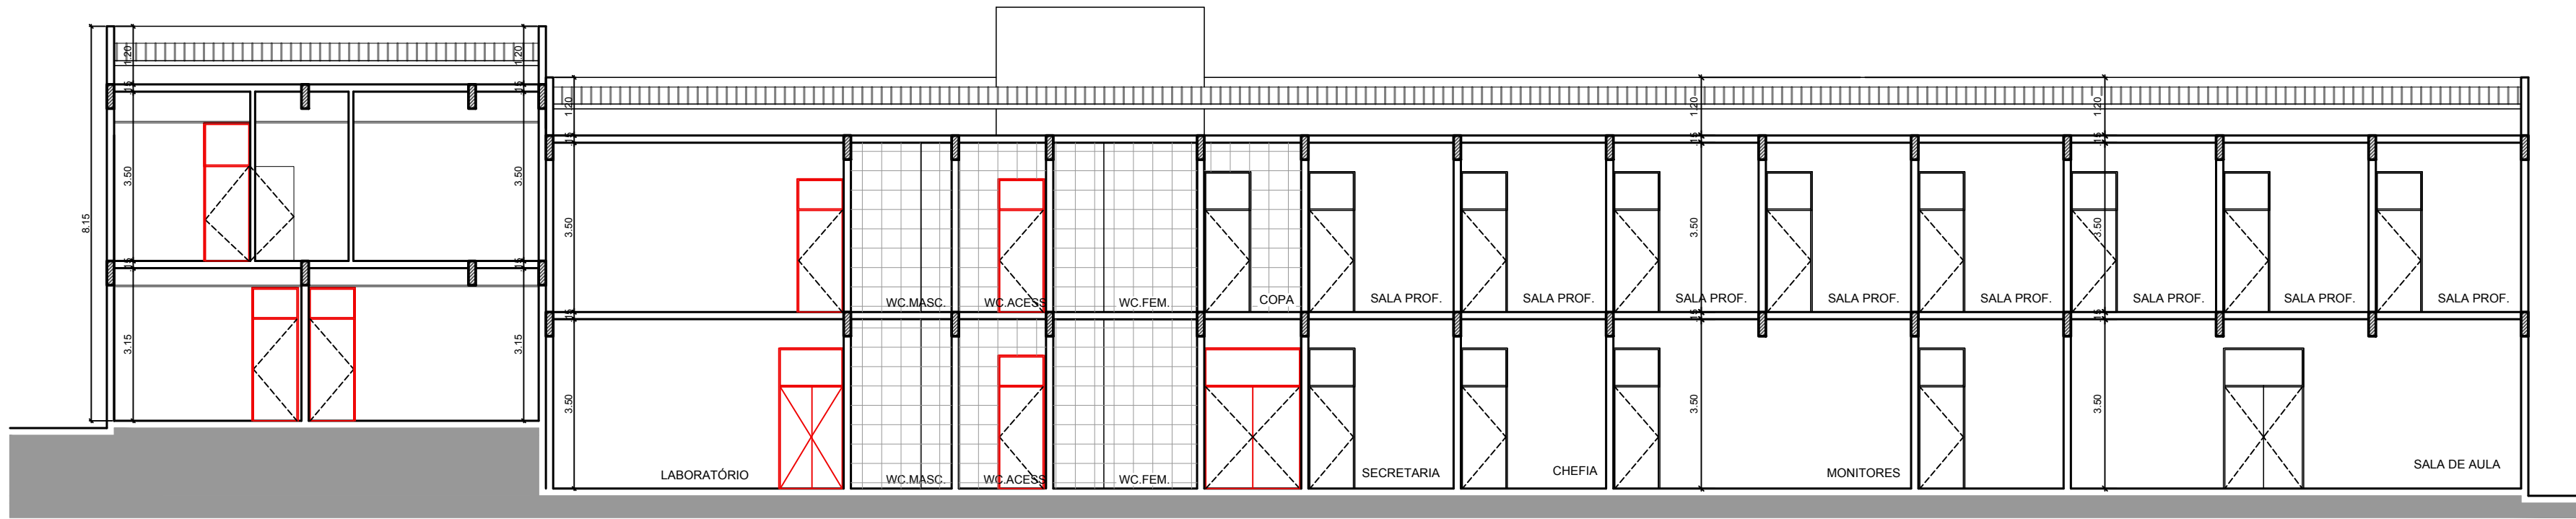 8.15
1.20
.15
3.50
.15
3.15
1.20
.15
3.50
.15
3.15
1.20
.15
3.50
.15
3.50
1.20
.15
3.50
.15
3.50
1.20
.15
3.50
.15
3.50
WC.MASC.
WC.ACESS
WC.FEM.
COPA
SALA PROF.
SALA PROF.
SALA PROF.
SALA PROF.
SALA PROF.
SALA PROF.
SALA PROF.
SALA PROF.
LABORATÓRIO
WC.MASC.
WC.ACESS
WC.FEM.
SECRETARIA
CHEFIA
MONITORES
SALA DE AULA